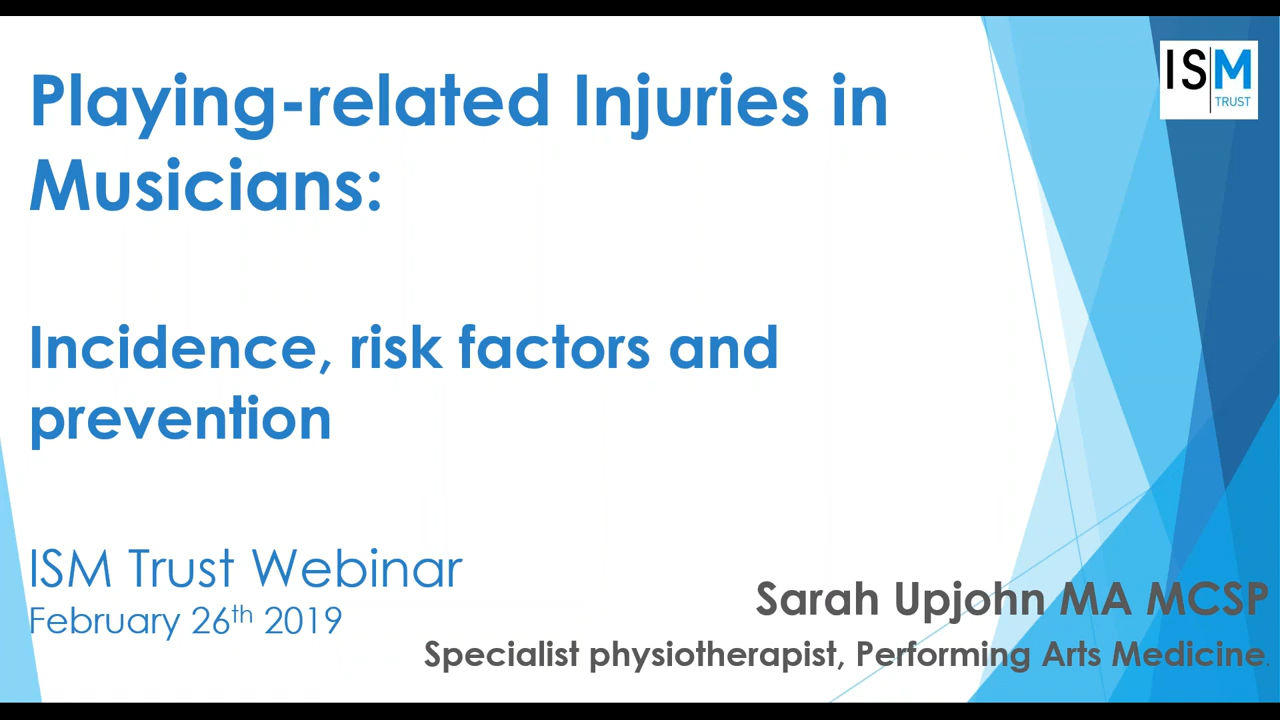 Playing-related Injuries in
Musicians:
Incidence, risk factors and
prevention
ISM Trust Webinar
February 26th 2019
Sarah Upjohn MA MCSP
Specialist physiotherapist, Performing Arts Medicine.
ISM
TRUST